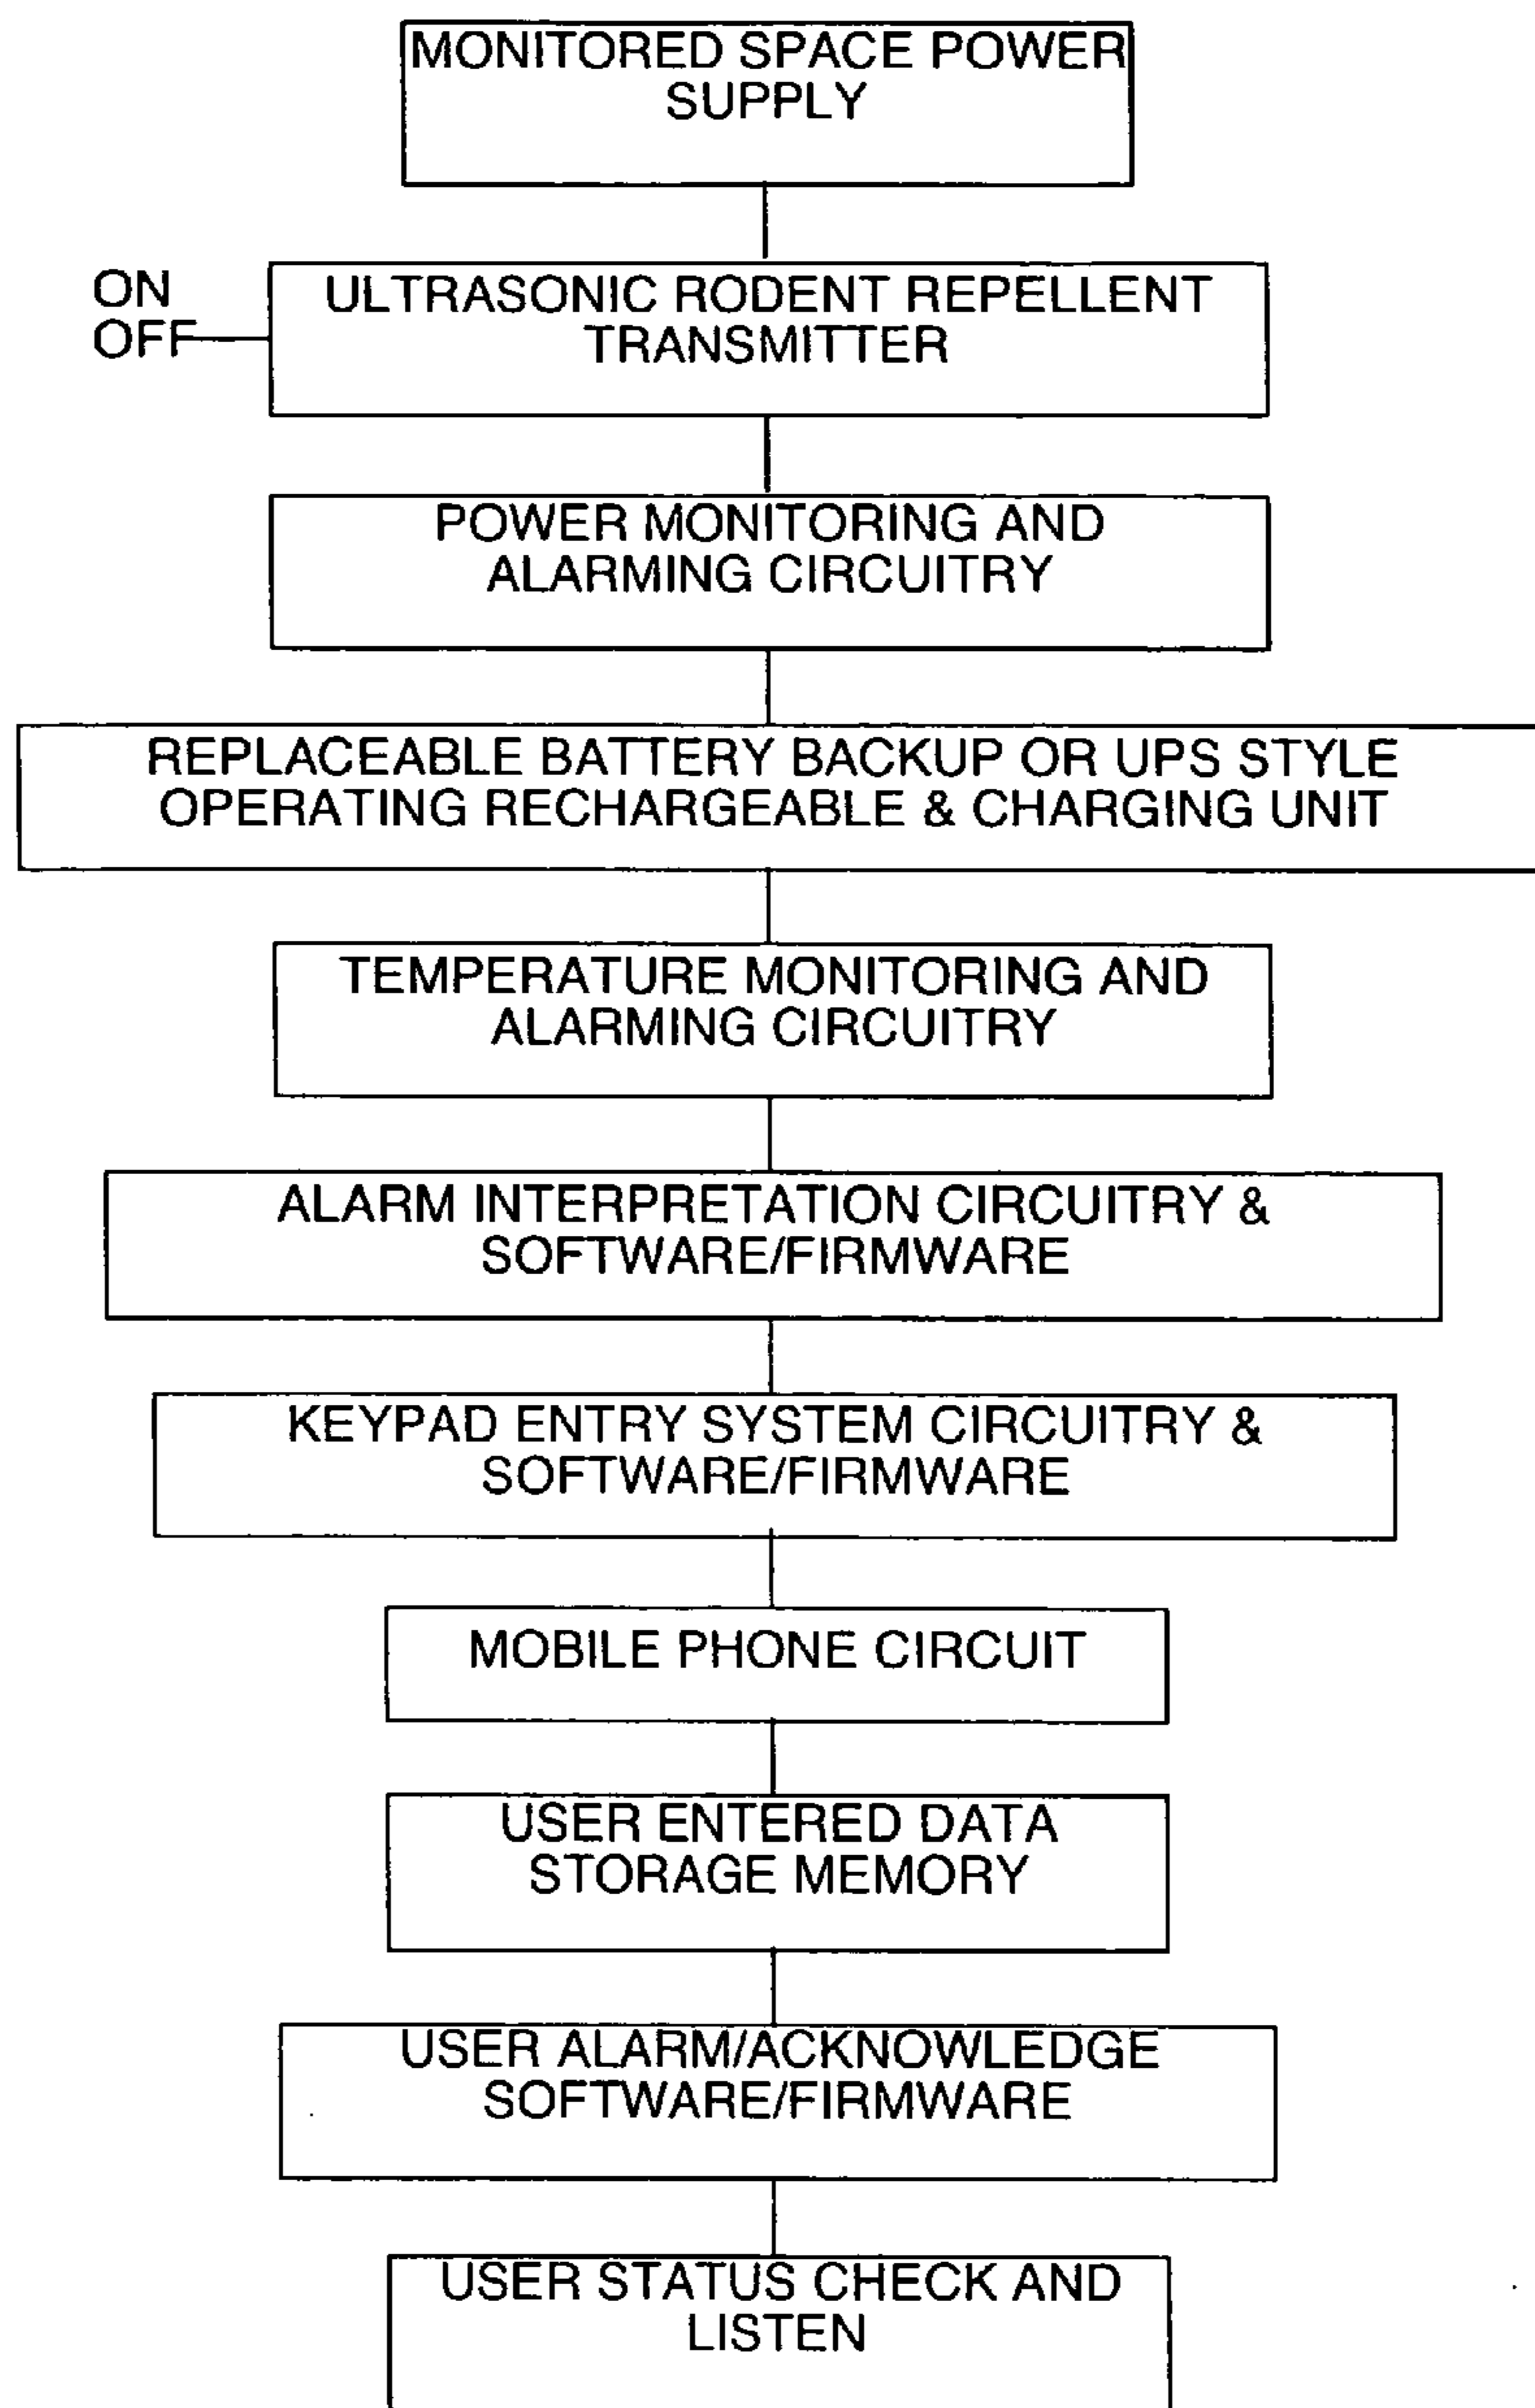 MONITORED SPACE POWER
SUPPLY
ON
OFF
ULTRASONIC RODENT REPELLENT
TRANSMITTER
POWER MONITORING AND
ALARMING CIRCUITRY
REPLACEABLE BATTERY BACKUP OR UPS STYLE
OPERATING RECHARGEABLE & CHARGING UNIT
TEMPERATURE MONITORING AND
ALARMING CIRCUITRY
ALARM INTERPRETATION CIRCUITRY &
SOFTWARE/FIRMWARE
KEYPAD ENTRY SYSTEM CIRCUITRY &
SOFTWARE/FIRMWARE
MOBILE PHONE CIRCUIT
USER ENTERED DATA
STORAGE MEMORY
USER ALARM/ACKNOWLEDGE
SOFTWARE/FIRMWARE
USER STATUS CHECK AND
LISTEN